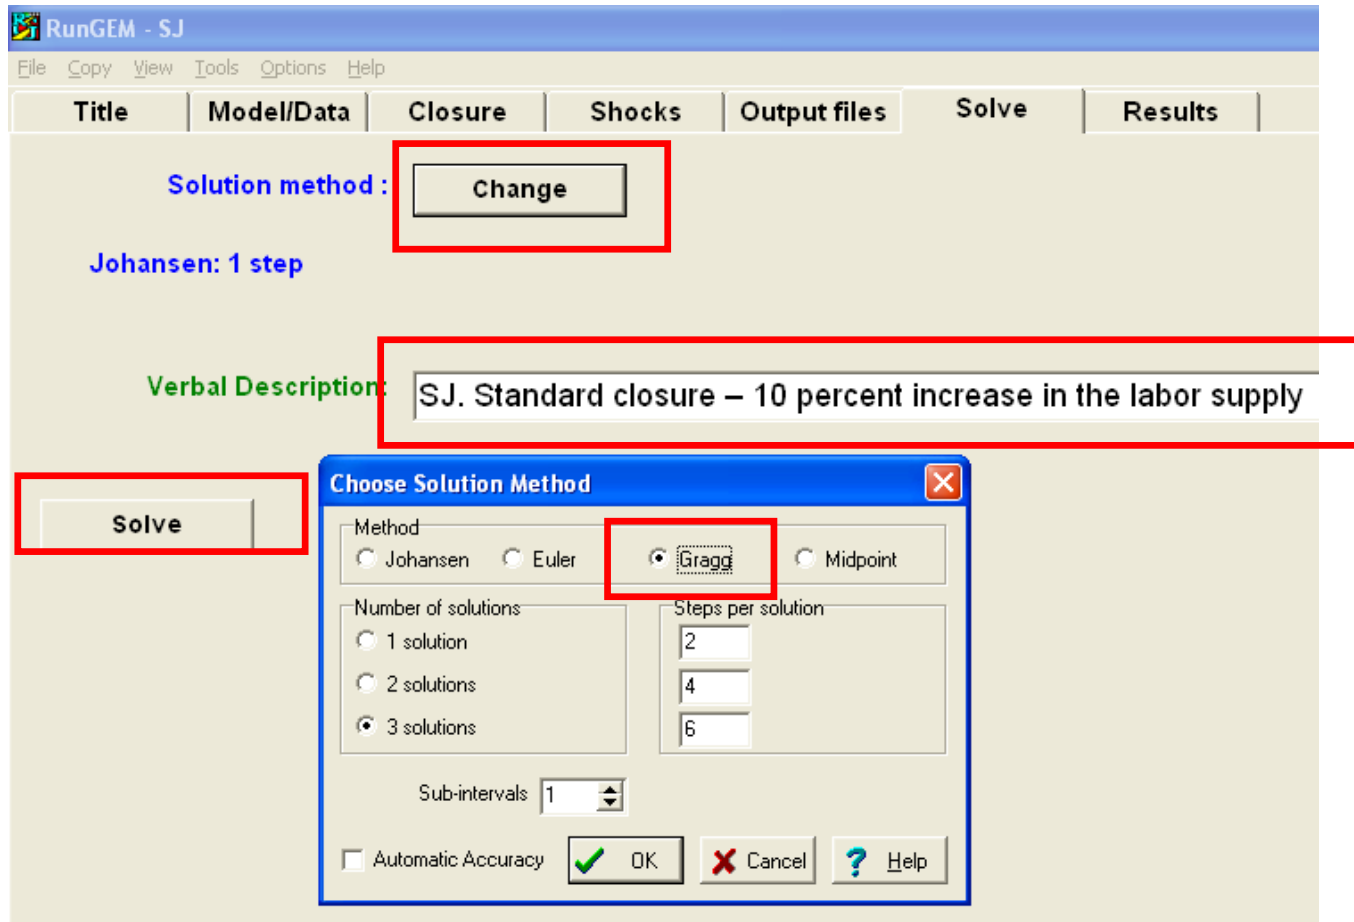 RunGEM - SJ
File Copy View Tools Options Help
Title Model/Data Closure Shocks Output files Solve Results
Solution method : Change
Johansen: 1 step
Verbal Description: SJ. Standard closure – 10 percent increase in the labor supply
Solve
Choose Solution Method
Method
Johansen Euler Gragg Midpoint
Number of solutions Steps per solution
1 solution 2
2 solutions 4
3 solutions 6
Sub-intervals 1
Automatic Accuracy OK Cancel ? Help